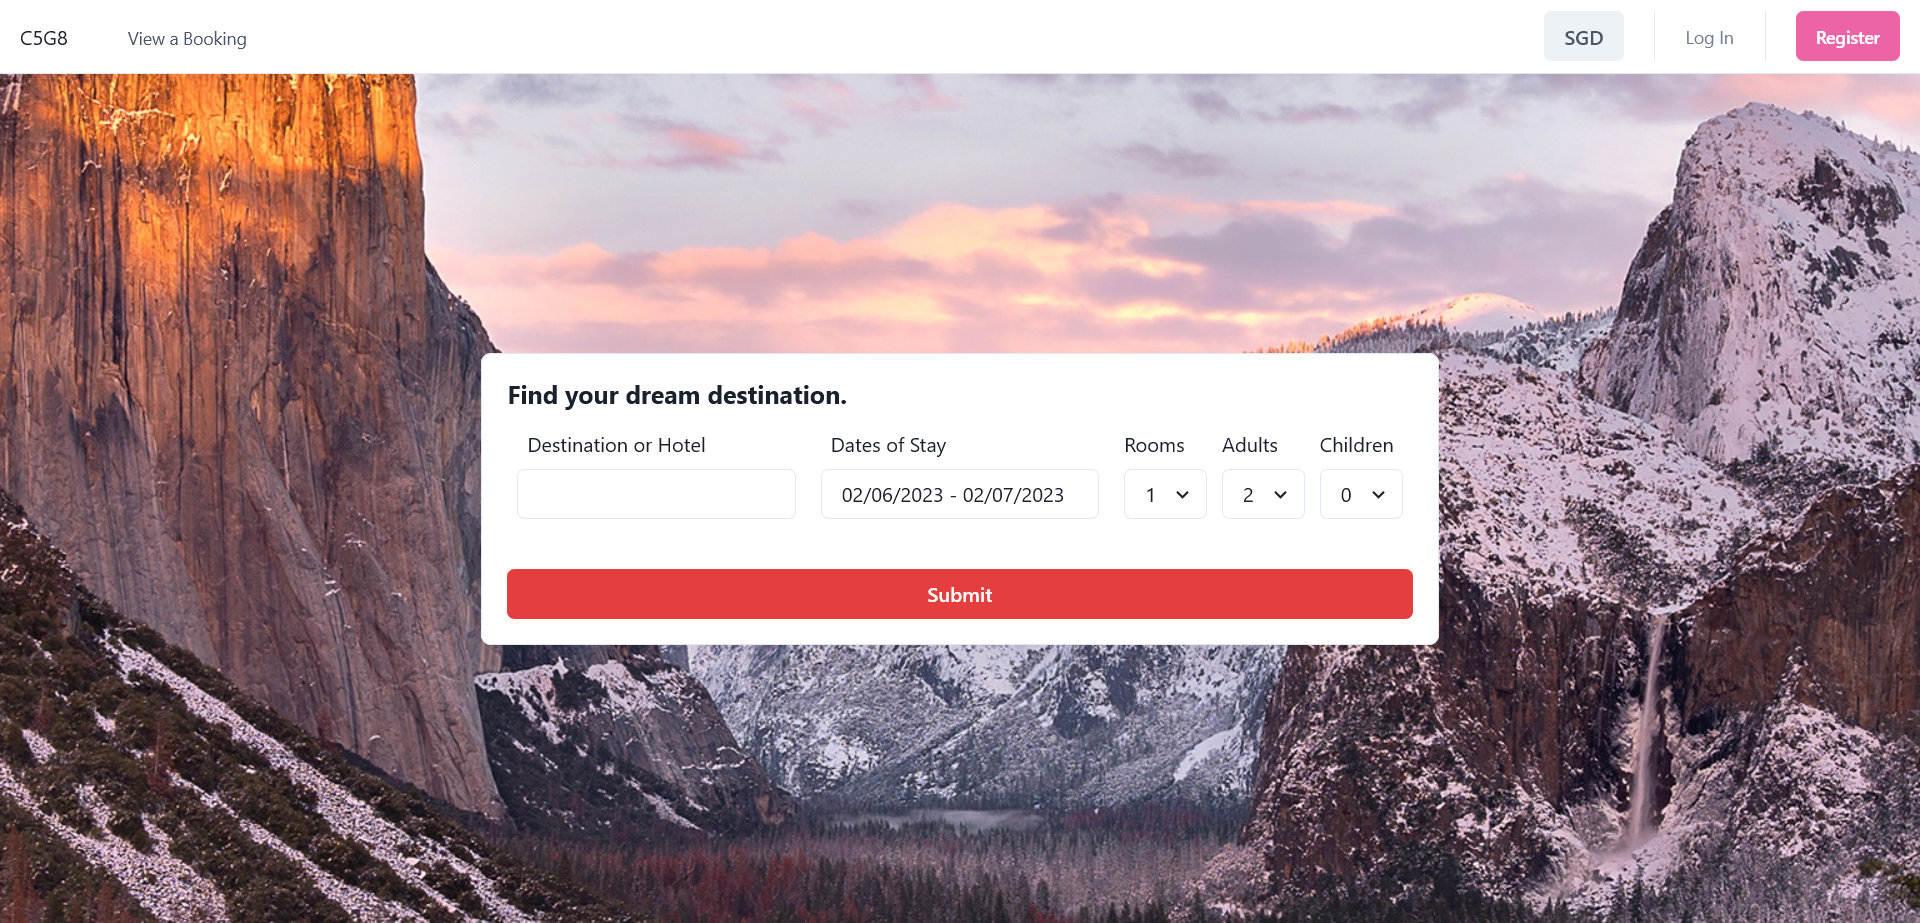 C5G8 View a Booking SGD Log In Register
Find your dream destination.
Destination or Hotel Dates of Stay Rooms Adults Children
02/06/2023 - 02/07/2023 1 2 0
Submit